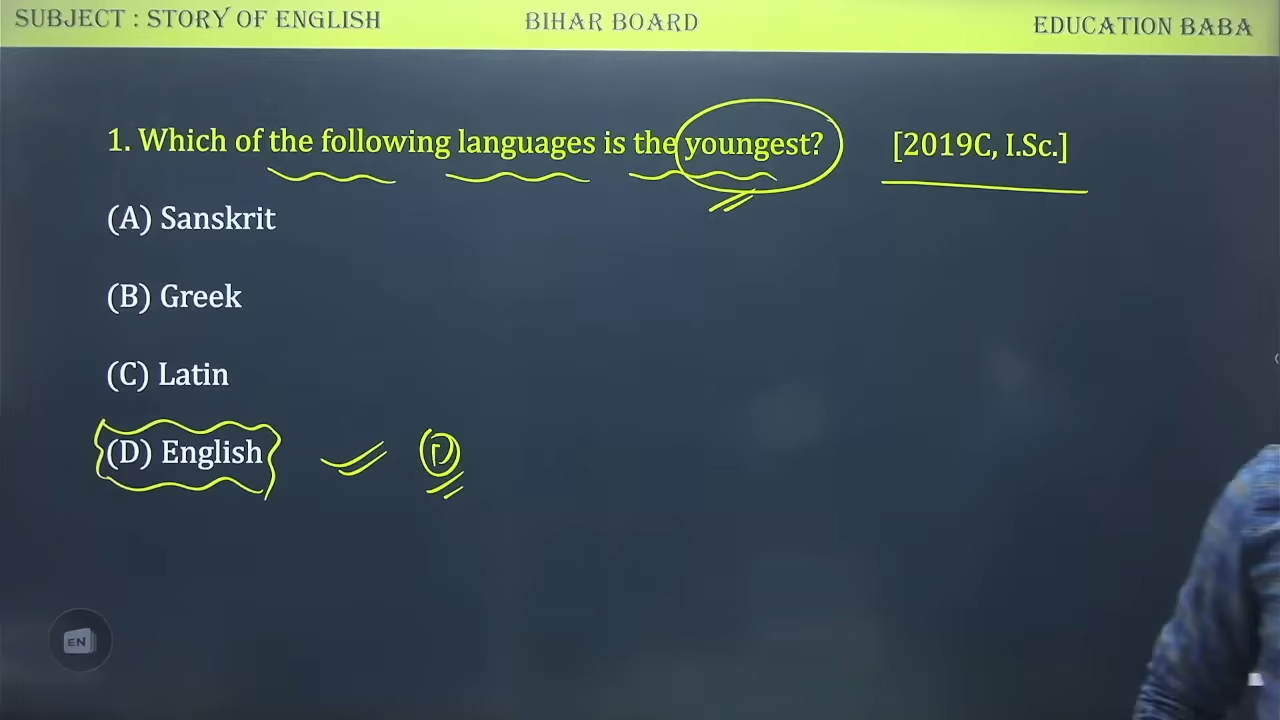 SUBJECT : STORY OF ENGLISH BIHAR BOARD EDUCATION BABA
1. Which of the following languages is the youngest? [2019C, I.Sc.]
(A) Sanskrit
(B) Greek
(C) Latin
(D) English D
EN